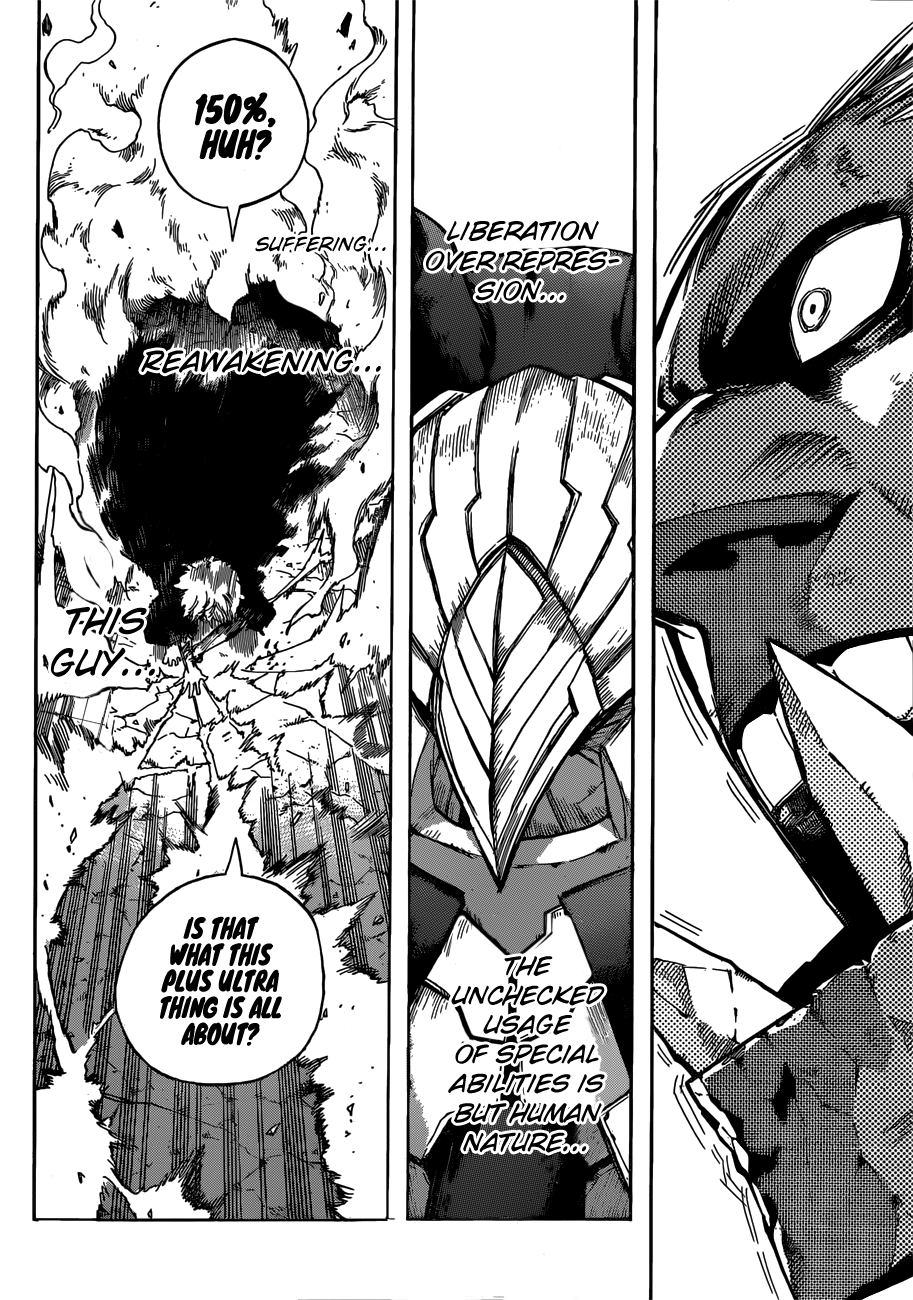 LIBERATION
OVER REPRES-
SION...
THE
UNCHECKED
USAGE
OF SPECIAL
ABILITIES IS
BUT HUMAN
NATURE...
150%,
HUH?
SUFFERING...
REAWAKENING...
THIS
GUY...
IS THAT
WHAT THIS
PLUS ULTRA
THING IS ALL
ABOUT?